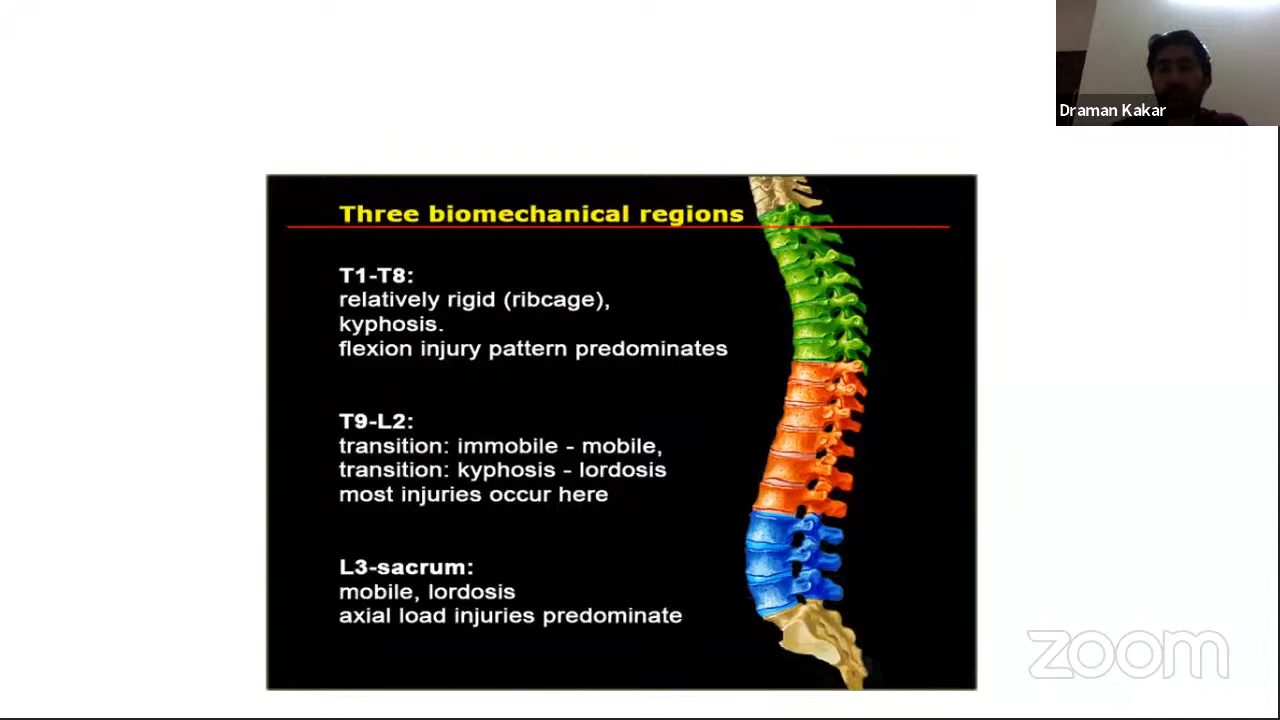 Draman Kakar
Three biomechanical regions
T1-T8:
relatively rigid (ribcage),
kyphosis.
flexion injury pattern predominates
T9-L2:
transition: immobile - mobile,
transition: kyphosis - lordosis
most injuries occur here
L3-sacrum:
mobile, lordosis
axial load injuries predominate
zoom